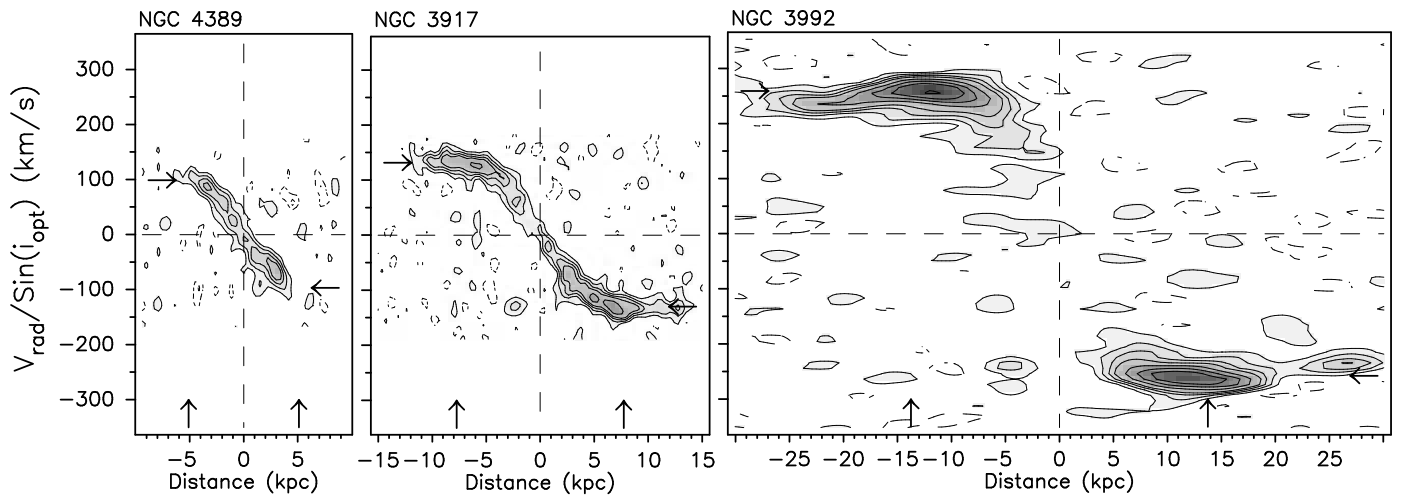 NGC 4389
NGC 3917
NGC 3992
V_rad/Sin(i_opt) (km/s)
300
200
100
0
−100
−200
−300
−5 0 5
−15 −10 −5 0 5 10 15
−25 −20 −15 −10 −5 0 5 10 15 20 25
Distance (kpc)
Distance (kpc)
Distance (kpc)